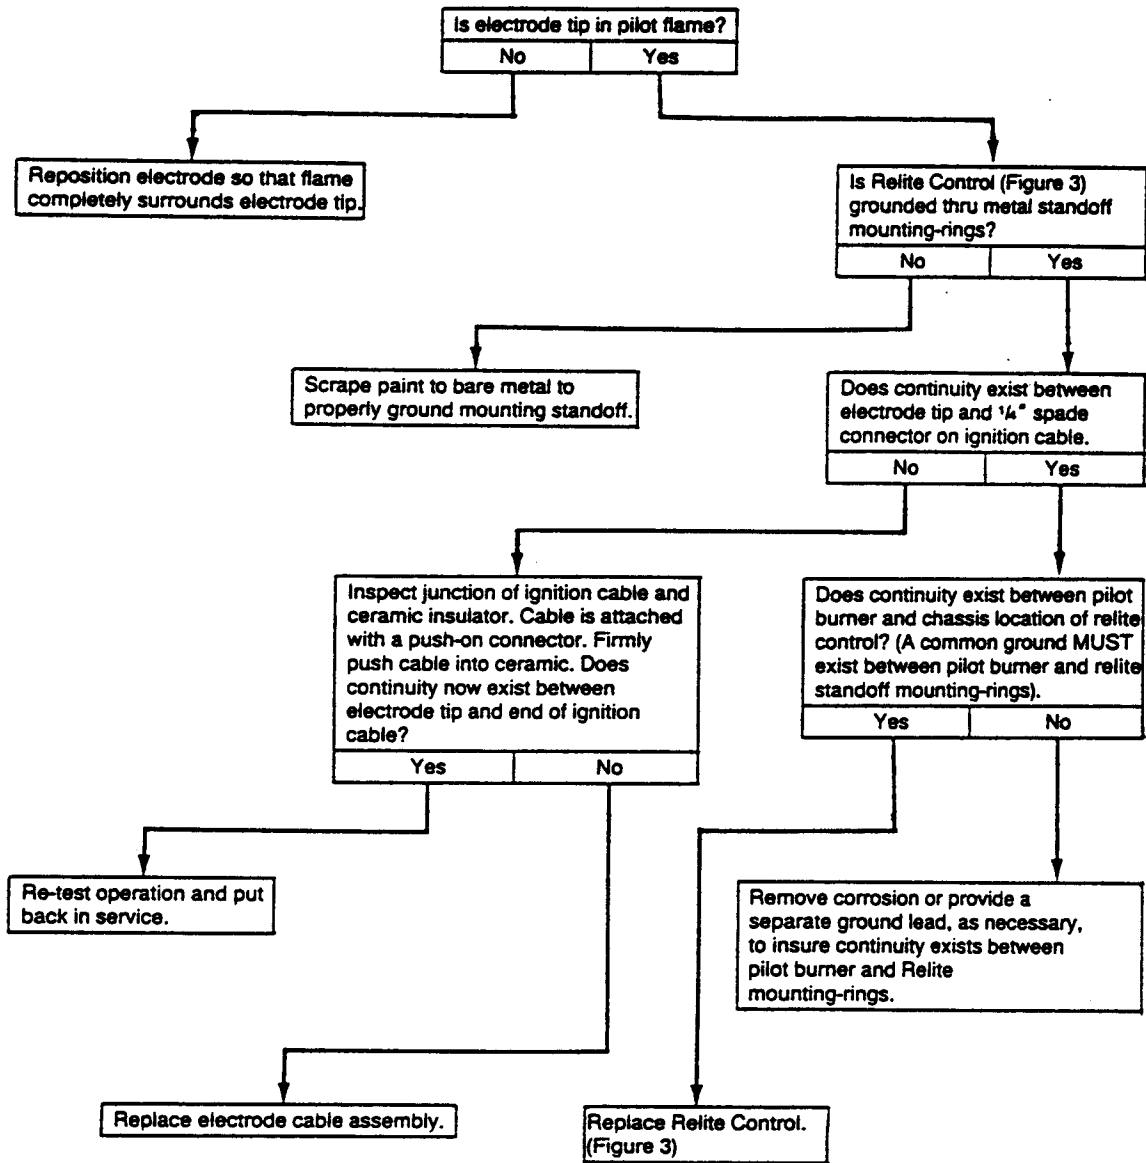 Is electrode tip in pilot flame?
No
Yes
Reposition electrode so that flame
completely surrounds electrode tip.
Is Relite Control (Figure 3)
grounded thru metal standoff
mounting-rings?
No
Yes
Scrape paint to bare metal to
properly ground mounting standoff.
Does continuity exist between
electrode tip and ¼" spade
connector on ignition cable.
No
Yes
Inspect junction of ignition cable and
ceramic insulator. Cable is attached
with a push-on connector. Firmly
push cable into ceramic. Does
continuity now exist between
electrode tip and end of ignition
cable?
Yes
No
Does continuity exist between pilot
burner and chassis location of relite
control? (A common ground MUST
exist between pilot burner and relite
standoff mounting-rings).
Yes
No
Re-test operation and put
back in service.
Remove corrosion or provide a
separate ground lead, as necessary,
to insure continuity exists between
pilot burner and Relite
mounting-rings.
Replace electrode cable assembly.
Replace Relite Control.
(Figure 3)